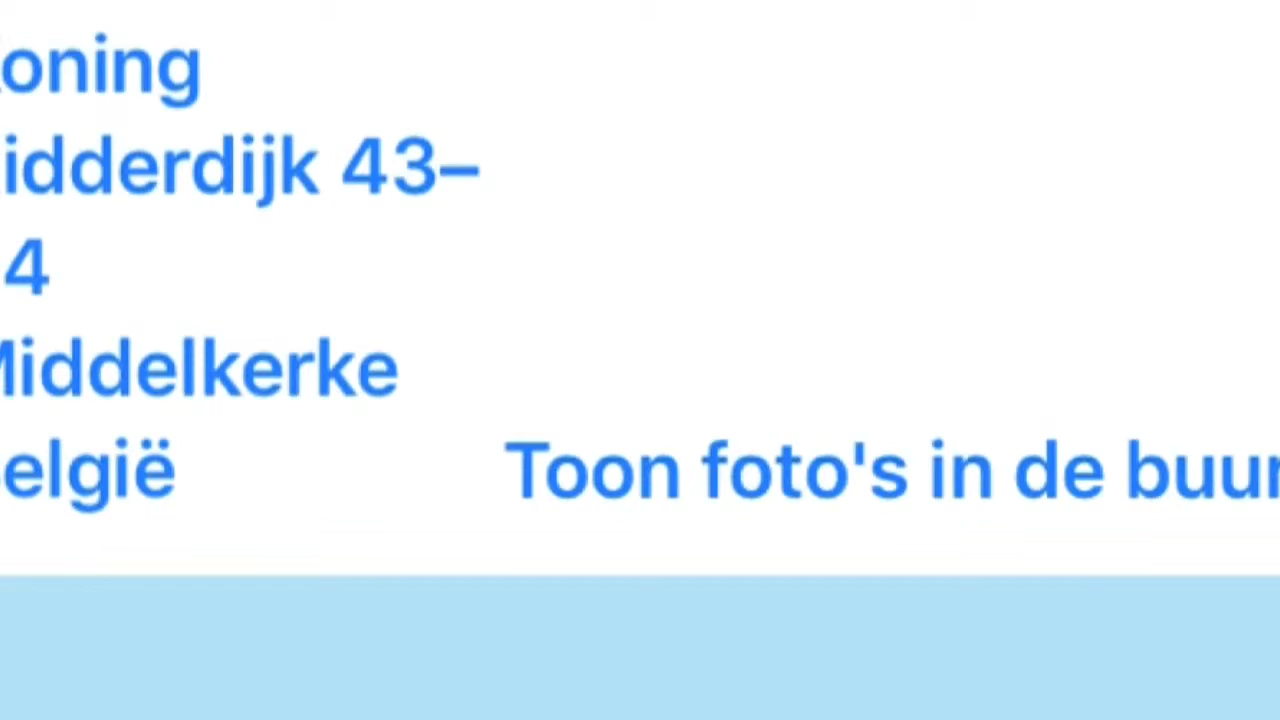 oning
idderdijk 43–
4
Middelkerke
elgië Toon foto's in de buur